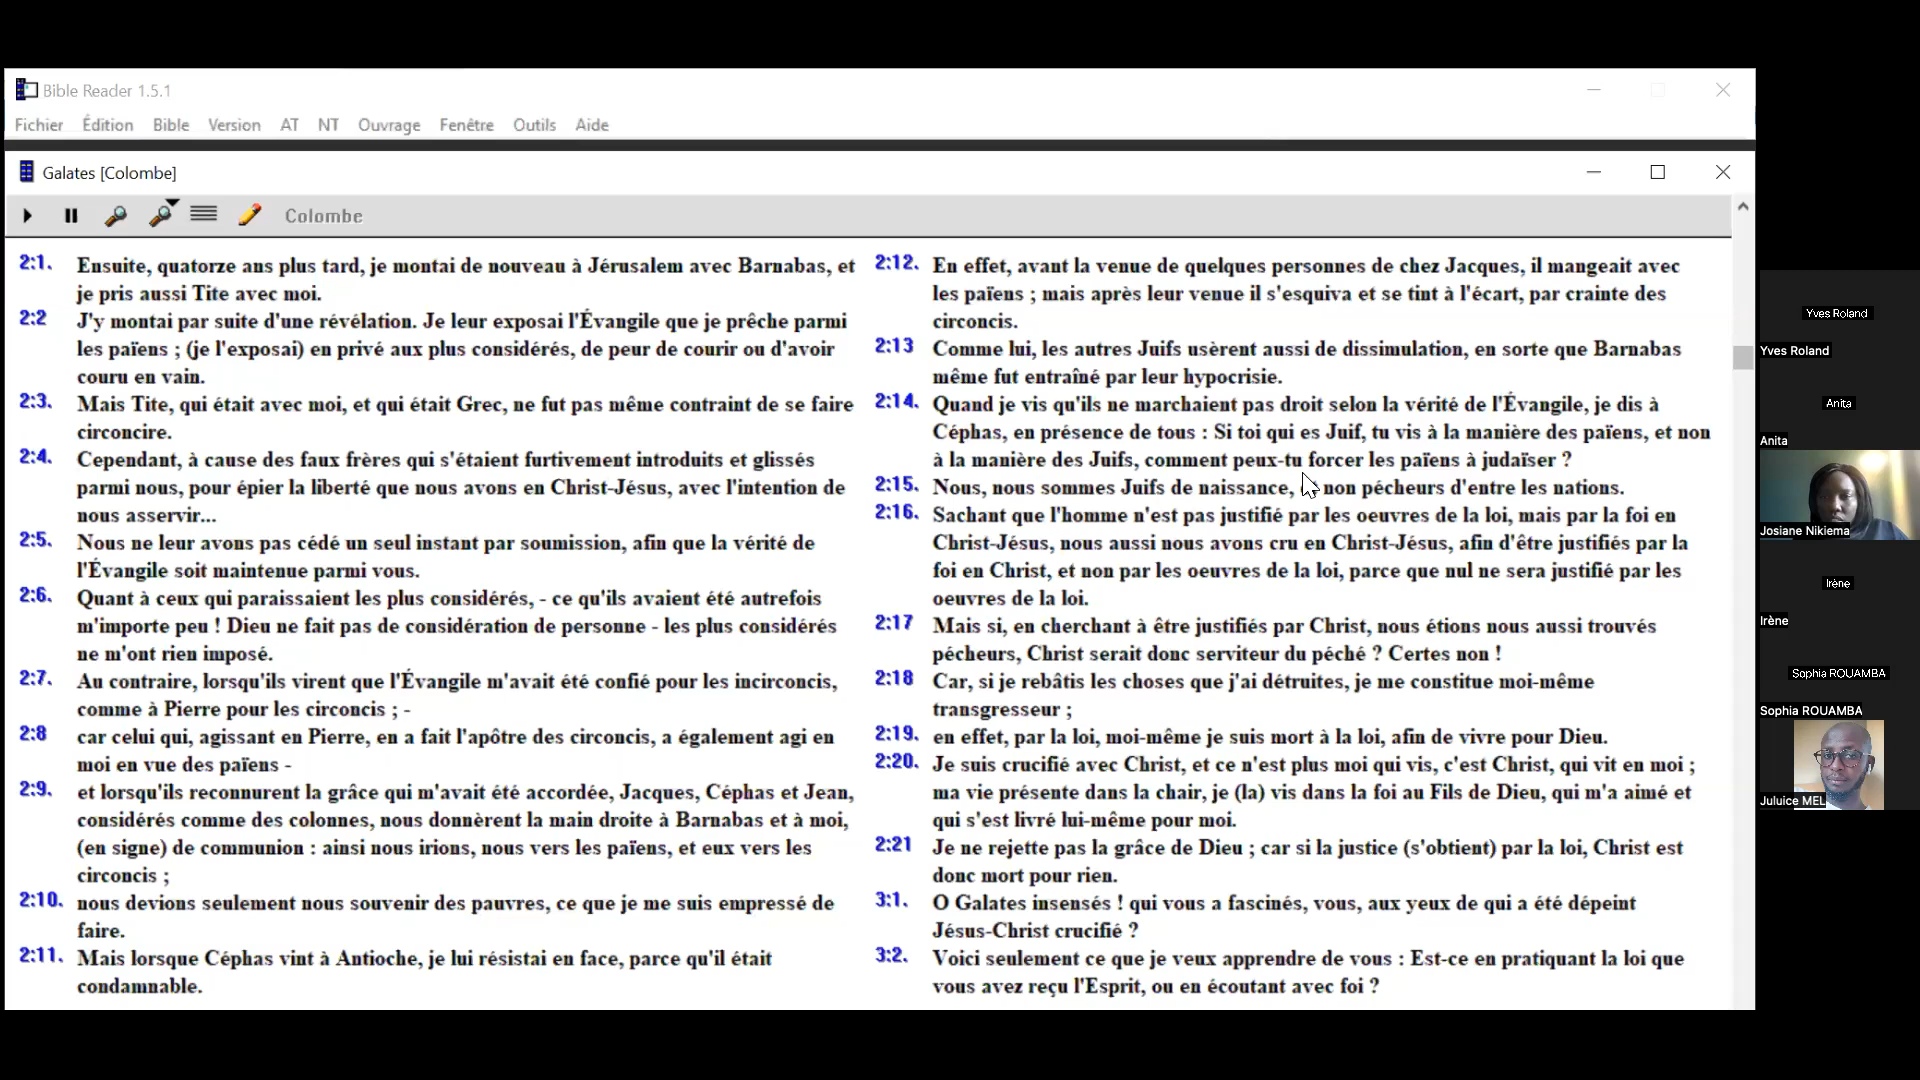 Bible Reader 1.5.1
Fichier Édition Bible Version AT NT Ouvrage Fenêtre Outils Aide
Galates [Colombe]
Colombe
2:1. Ensuite, quatorze ans plus tard, je montai de nouveau à Jérusalem avec Barnabas, et
je pris aussi Tite avec moi.
2:2 J'y montai par suite d'une révélation. Je leur exposai l'Évangile que je prêche parmi
les païens ; (je l'exposai) en privé aux plus considérés, de peur de courir ou d'avoir
couru en vain.
2:3. Mais Tite, qui était avec moi, et qui était Grec, ne fut pas même contraint de se faire
circoncire.
2:4. Cependant, à cause des faux frères qui s'étaient furtivement introduits et glissés
parmi nous, pour épier la liberté que nous avons en Christ-Jésus, avec l'intention de
nous asservir...
2:5. Nous ne leur avons pas cédé un seul instant par soumission, afin que la vérité de
l'Évangile soit maintenue parmi vous.
2:6. Quant à ceux qui paraissaient les plus considérés, - ce qu'ils avaient été autrefois
m'importe peu ! Dieu ne fait pas de considération de personne - les plus considérés
ne m'ont rien imposé.
2:7. Au contraire, lorsqu'ils virent que l'Évangile m'avait été confié pour les incirconcis,
comme à Pierre pour les circoncis ; -
2:8 car celui qui, agissant en Pierre, en a fait l'apôtre des circoncis, a également agi en
moi en vue des païens -
2:9. et lorsqu'ils reconnurent la grâce qui m'avait été accordée, Jacques, Céphas et Jean,
considérés comme des colonnes, nous donnèrent la main droite à Barnabas et à moi,
(en signe) de communion : ainsi nous irions, nous vers les païens, et eux vers les
circoncis ;
2:10. nous devions seulement nous souvenir des pauvres, ce que je me suis empressé de
faire.
2:11. Mais lorsque Céphas vint à Antioche, je lui résistai en face, parce qu'il était
condamnable.
2:12. En effet, avant la venue de quelques personnes de chez Jacques, il mangeait avec
les païens ; mais après leur venue il s'esquiva et se tint à l'écart, par crainte des
circoncis.
2:13 Comme lui, les autres Juifs usèrent aussi de dissimulation, en sorte que Barnabas
même fut entraîné par leur hypocrisie.
2:14. Quand je vis qu'ils ne marchaient pas droit selon la vérité de l'Évangile, je dis à
Céphas, en présence de tous : Si toi qui es Juif, tu vis à la manière des païens, et non
à la manière des Juifs, comment peux-tu forcer les païens à judaïser ?
2:15. Nous, nous sommes Juifs de naissance, non pécheurs d'entre les nations.
2:16. Sachant que l'homme n'est pas justifié par les oeuvres de la loi, mais par la foi en
Christ-Jésus, nous aussi nous avons cru en Christ-Jésus, afin d'être justifiés par la
foi en Christ, et non par les oeuvres de la loi, parce que nul ne sera justifié par les
oeuvres de la loi.
2:17 Mais si, en cherchant à être justifiés par Christ, nous étions nous aussi trouvés
pécheurs, Christ serait donc serviteur du péché ? Certes non !
2:18 Car, si je rebâtis les choses que j'ai détruites, je me constitue moi-même
transgresseur ;
2:19. en effet, par la loi, moi-même je suis mort à la loi, afin de vivre pour Dieu.
2:20. Je suis crucifié avec Christ, et ce n'est plus moi qui vis, c'est Christ, qui vit en moi ;
ma vie présente dans la chair, je (la) vis dans la foi au Fils de Dieu, qui m'a aimé et
qui s'est livré lui-même pour moi.
2:21 Je ne rejette pas la grâce de Dieu ; car si la justice (s'obtient) par la loi, Christ est
donc mort pour rien.
3:1. O Galates insensés ! qui vous a fascinés, vous, aux yeux de qui a été dépeint
Jésus-Christ crucifié ?
3:2. Voici seulement ce que je veux apprendre de vous : Est-ce en pratiquant la loi que
vous avez reçu l'Esprit, ou en écoutant avec foi ?
Yves Roland
Yves Roland
Anita
Anita
Josiane Nikiema
Irène
Irène
Sophia ROUAMBA
Sophia ROUAMBA
Juluice MEL